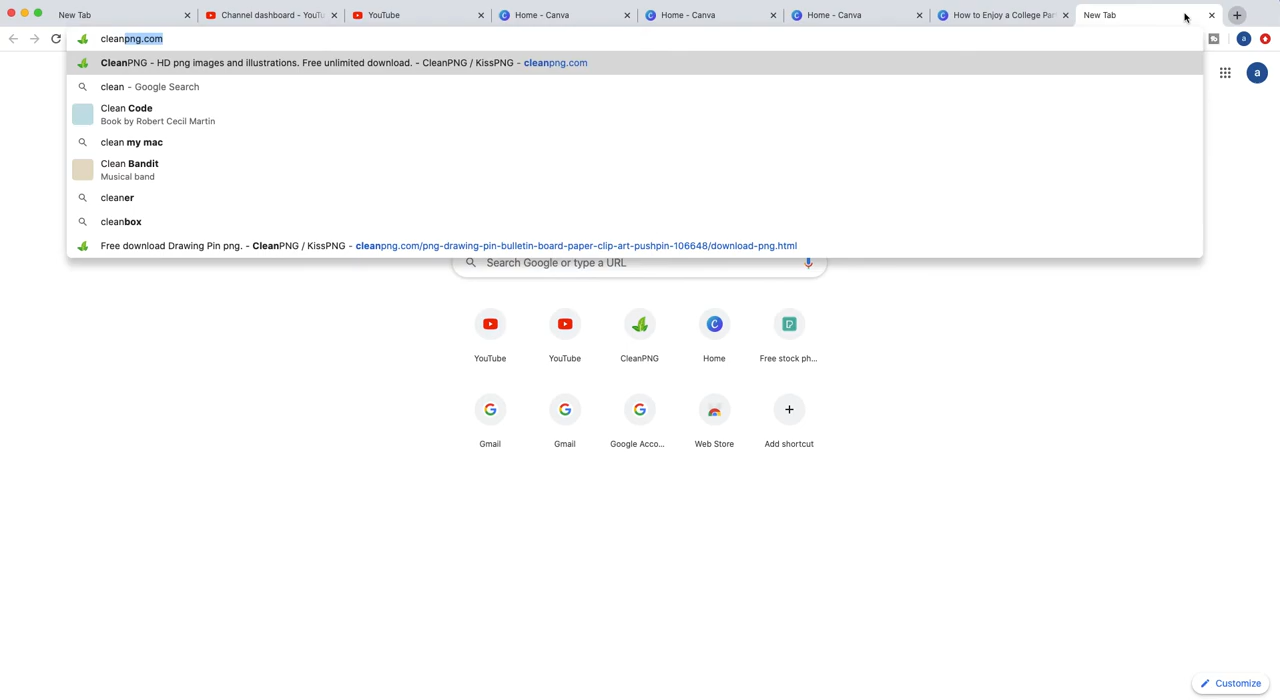 New Tab
Channel dashboard - YouTu
YouTube
Home - Canva
Home - Canva
Home - Canva
How to Enjoy a College Par
New Tab
cleanpng.com
a
CleanPNG - HD png images and illustrations. Free unlimited download. - CleanPNG / KissPNG - cleanpng.com
a
clean - Google Search
Clean Code
Book by Robert Cecil Martin
clean my mac
Clean Bandit
Musical band
cleaner
cleanbox
Free download Drawing Pin png. - CleanPNG / KissPNG - cleanpng.com/png-drawing-pin-bulletin-board-paper-clip-art-pushpin-106648/download-png.html
Search Google or type a URL
YouTube
YouTube
CleanPNG
Home
Free stock ph...
Gmail
Gmail
Google Acco...
Web Store
Add shortcut
Customize